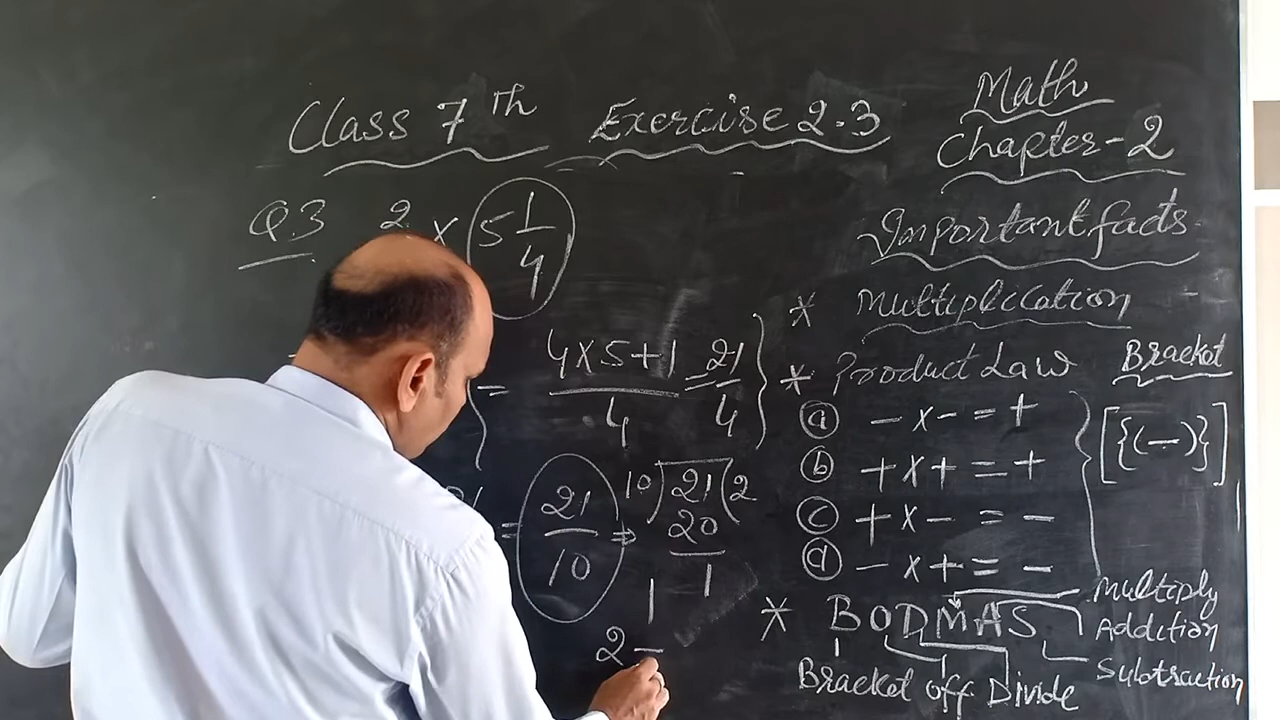 Class 7th Exercise 2.3
Math
Chapter-2
Q3 2 × 5 1/4
= 4×5+1/4 = 21/4
= 21/10 ⇒ 10)21(2
20
1
2 1/
Important facts
* Multiplication
* Product Law
ⓐ - × - = +
ⓑ + × + = +
ⓒ + × - = -
ⓓ - × + = -
Bracket
[{(—)}]
* BODMAS
Multiply
Addition
Subtraction
Bracket off Divide